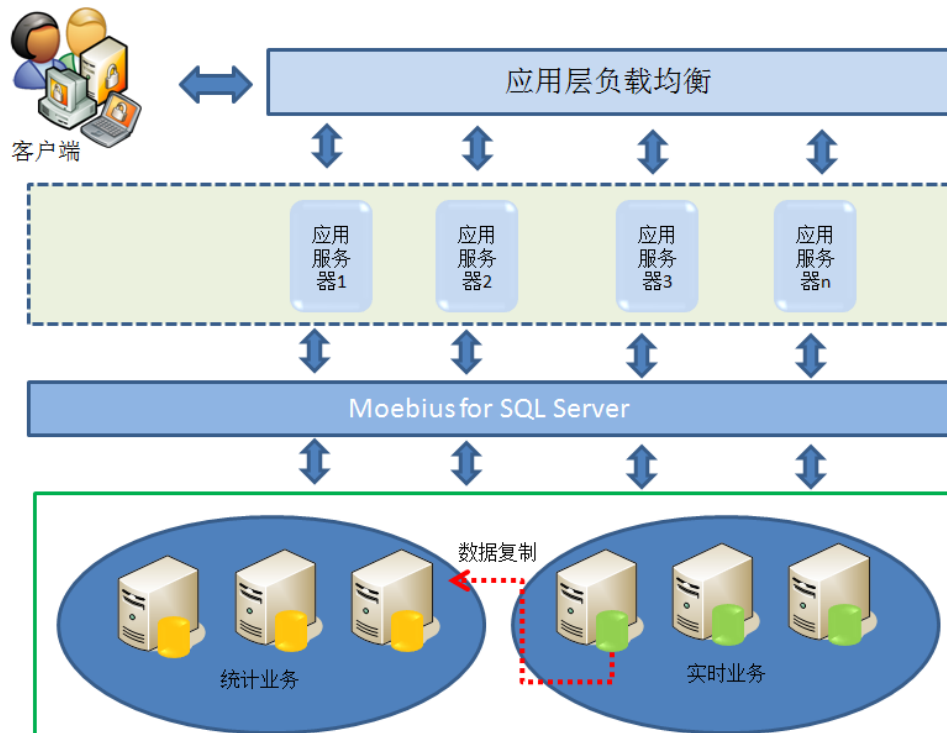 应用层负载均衡
客户端
应用
服务
器1
应用
服务
器2
应用
服务
器3
应用
服务
器n
Moebius for SQL Server
数据复制
统计业务
实时业务